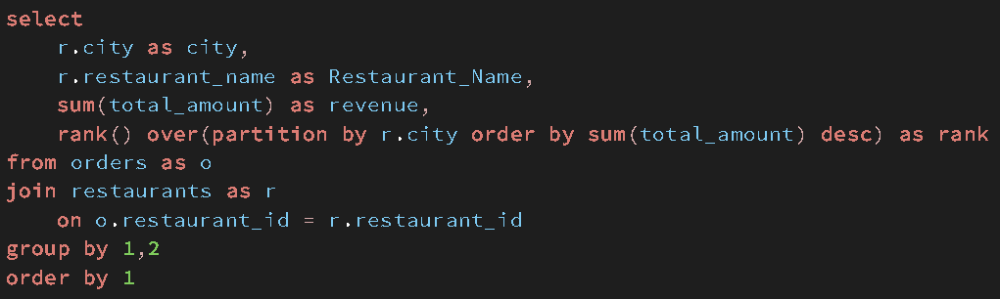 select
    r.city as city,
    r.restaurant_name as Restaurant_Name,
    sum(total_amount) as revenue,
    rank() over(partition by r.city order by sum(total_amount) desc) as rank
from orders as o
join restaurants as r
    on o.restaurant_id = r.restaurant_id
group by 1,2
order by 1